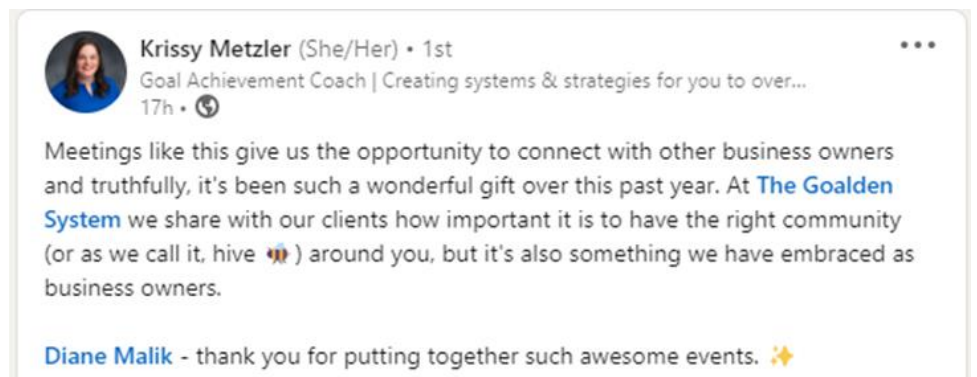 Krissy Metzler (She/Her) • 1st
Goal Achievement Coach | Creating systems & strategies for you to over...
17h •
Meetings like this give us the opportunity to connect with other business owners
and truthfully, it's been such a wonderful gift over this past year. At The Goalden
System we share with our clients how important it is to have the right community
(or as we call it, hive 🐝 ) around you, but it's also something we have embraced as
business owners.
Diane Malik - thank you for putting together such awesome events. ✨